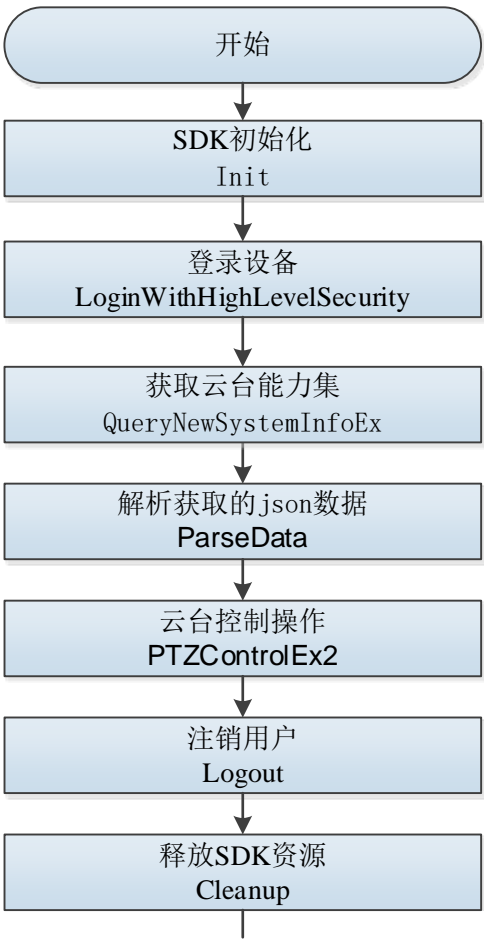 开始
SDK初始化
Init
登录设备
LoginWithHighLevelSecurity
获取云台能力集
QueryNewSystemInfoEx
解析获取的json数据
ParseData
云台控制操作
PTZControlEx2
注销用户
Logout
释放SDK资源
Cleanup